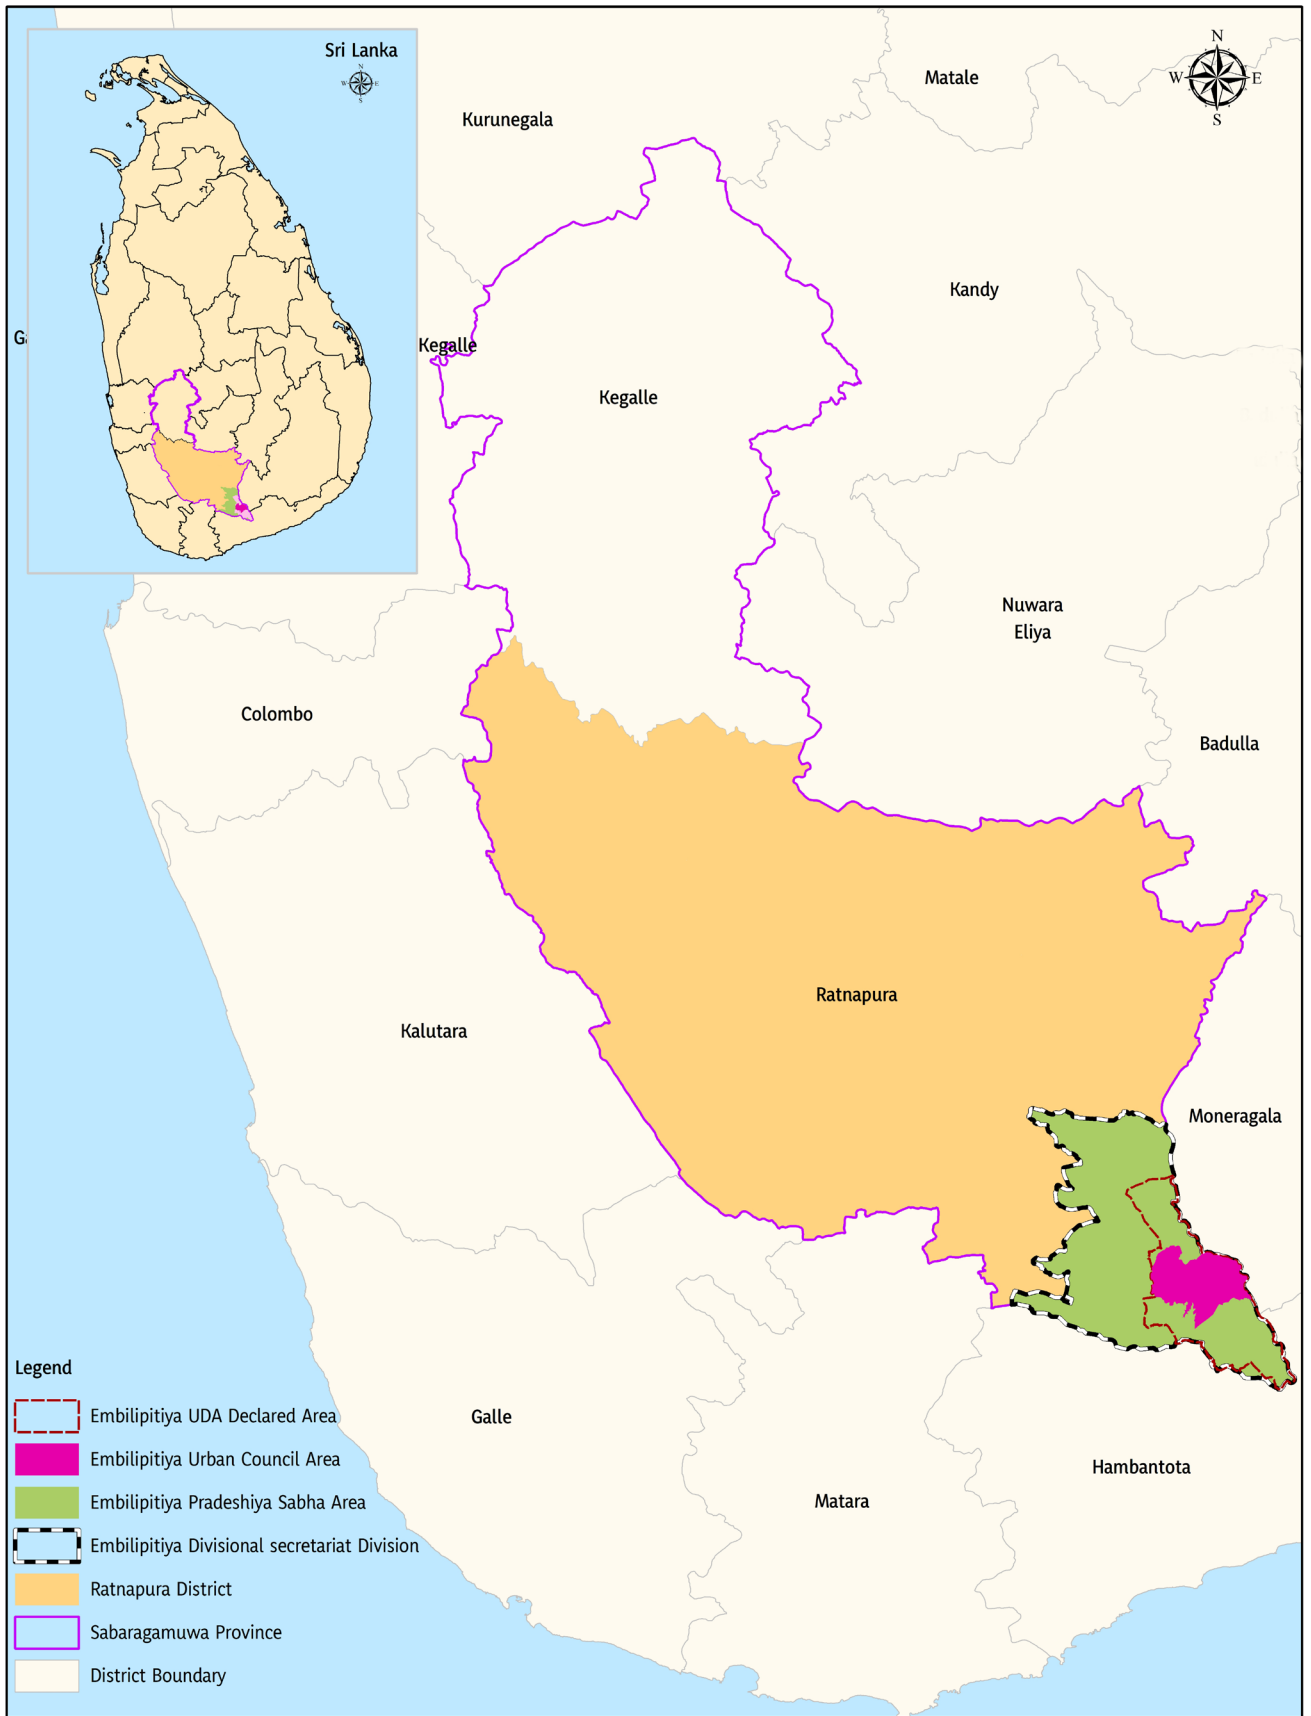 Sri Lanka
N
W
E
S
N
W
E
S
Matale
Kurunegala
Kandy
Kegalle
Kegalle
Nuwara
Eliya
Colombo
Badulla
Ratnapura
Kalutara
Moneragala
Galle
Hambantota
Matara
Legend
Embilipitiya UDA Declared Area
Embilipitiya Urban Council Area
Embilipitiya Pradeshiya Sabha Area
Embilipitiya Divisional secretariat Division
Ratnapura District
Sabaragamuwa Province
District Boundary